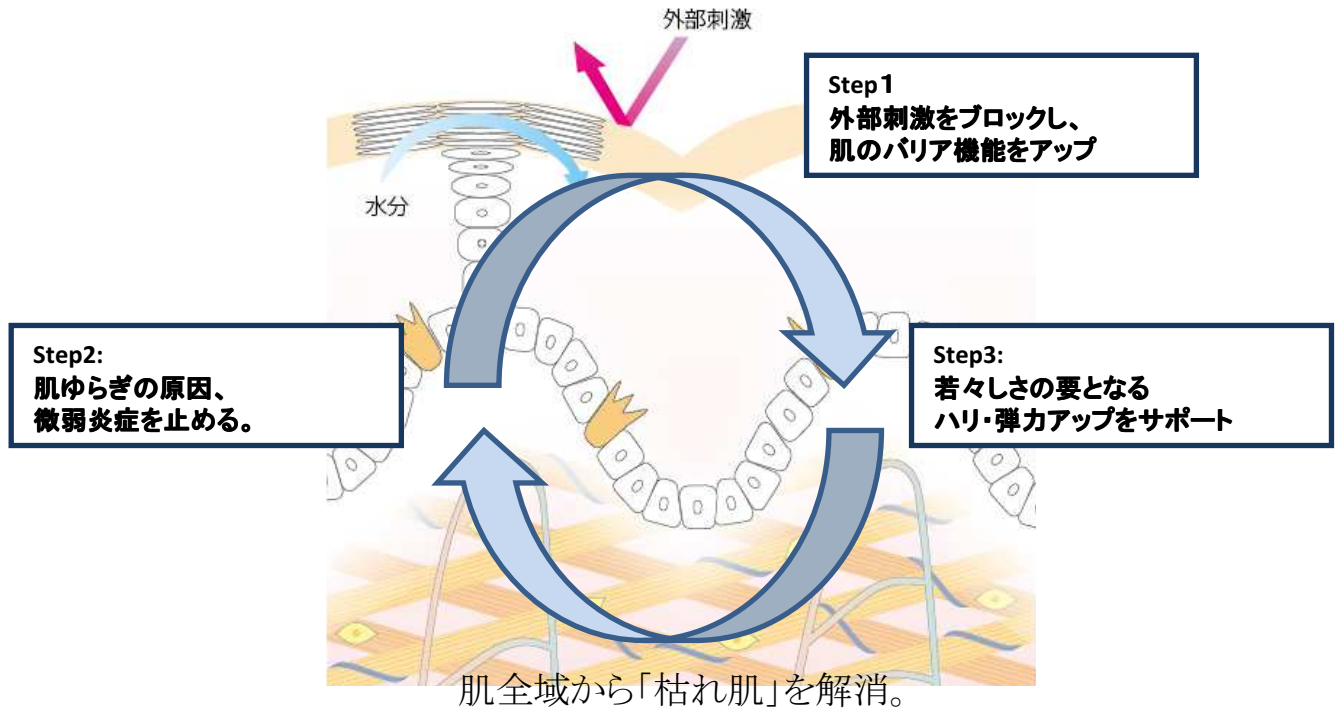 外部刺激
Step１
外部刺激をブロックし、
肌のバリア機能をアップ
水分
Step2:
肌ゆらぎの原因、
微弱炎症を止める。
Step3:
若々しさの要となる
ハリ・弾力アップをサポート
肌全域から「枯れ肌」を解消。